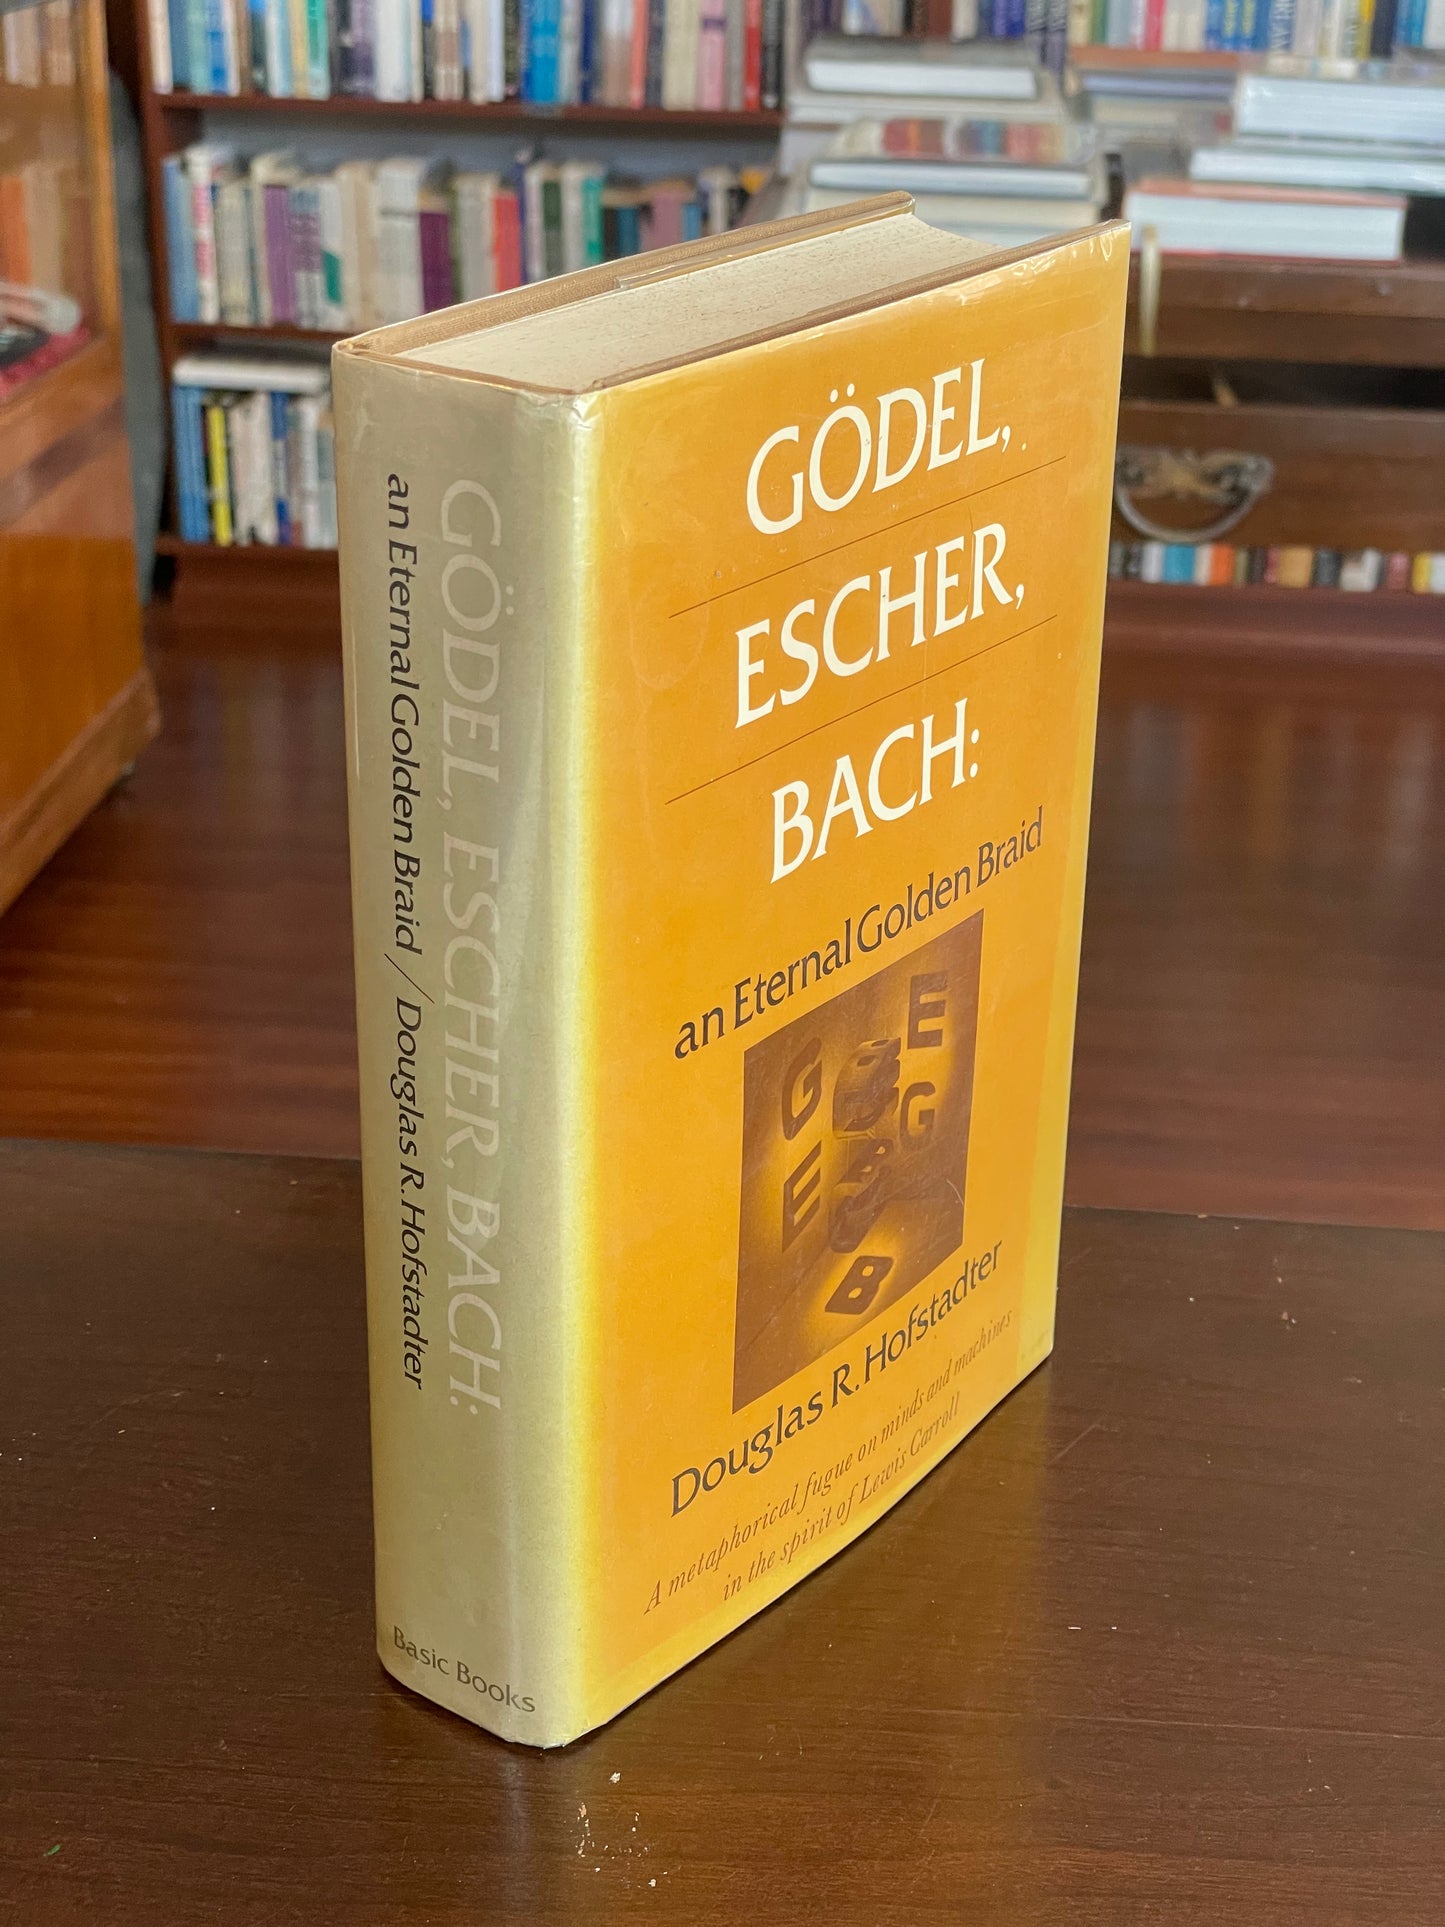 GÖDEL,
ESCHER,
BACH:
an Eternal Golden Braid
G E
E G
B
Douglas R. Hofstadter
A metaphorical fugue on minds and machines
in the spirit of Lewis Carroll
GÖDEL, ESCHER, BACH:
an Eternal Golden Braid / Douglas R. Hofstadter
Basic Books